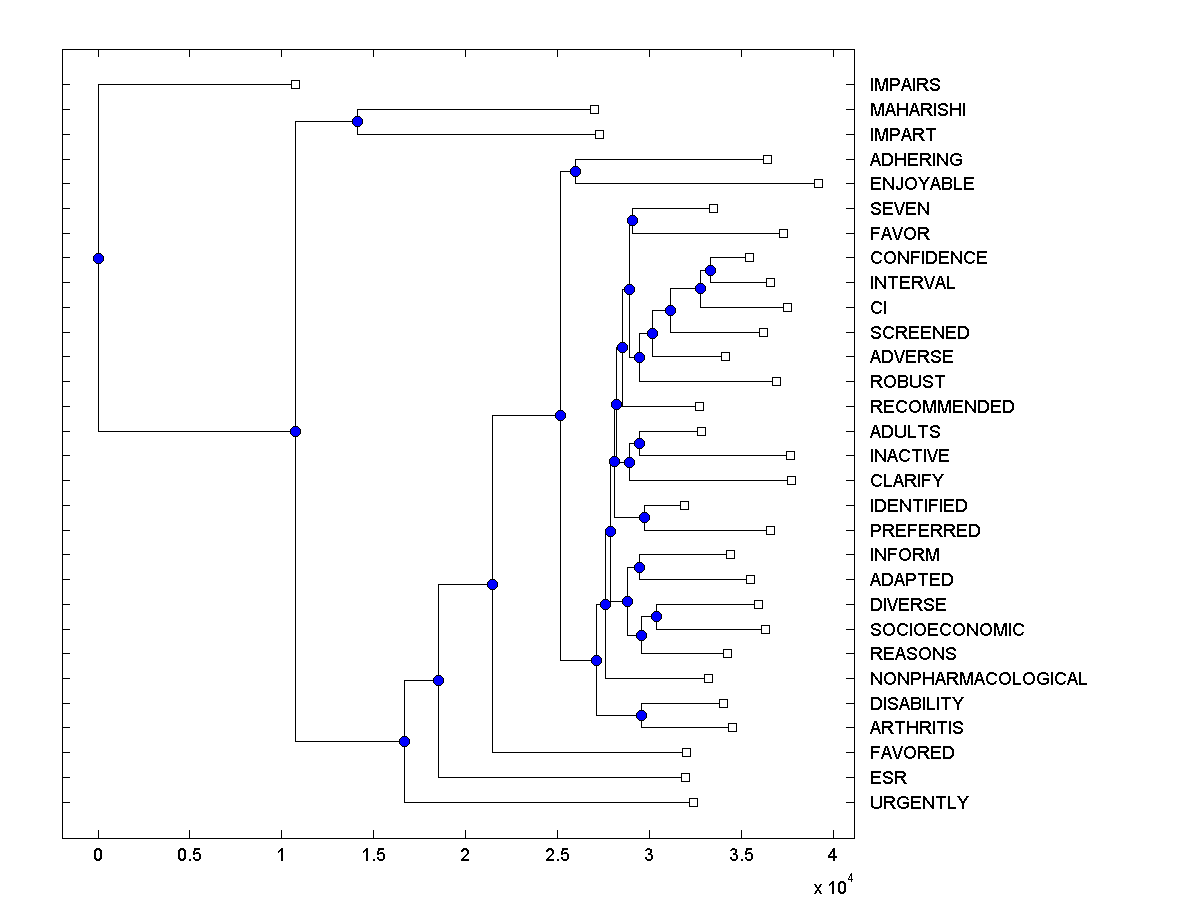 IMPAIRS
MAHARISHI
IMPART
ADHERING
ENJOYABLE
SEVEN
FAVOR
CONFIDENCE
INTERVAL
CI
SCREENED
ADVERSE
ROBUST
RECOMMENDED
ADULTS
INACTIVE
CLARIFY
IDENTIFIED
PREFERRED
INFORM
ADAPTED
DIVERSE
SOCIOECONOMIC
REASONS
NONPHARMACOLOGICAL
DISABILITY
ARTHRITIS
FAVORED
ESR
URGENTLY
0 0.5 1 1.5 2 2.5 3 3.5 4
x 10^4